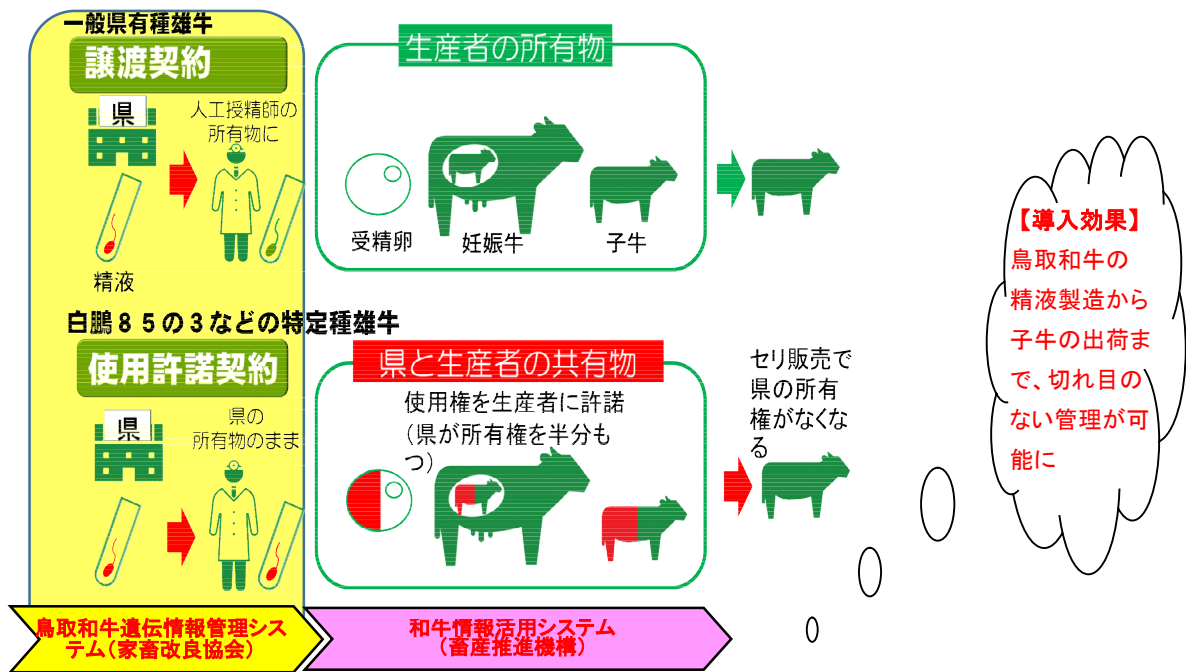 一般県有種雄牛
譲渡契約
県
人工授精師の
所有物に
精液
生産者の所有物
受精卵
妊娠牛
子牛
白鵬８５の３などの特定種雄牛
使用許諾契約
県
県の
所有物のまま
県と生産者の共有物
使用権を生産者に許諾
（県が所有権を半分も
つ）
セリ販売で
県の所有
権がなくな
る
【導入効果】
鳥取和牛の
精液製造から
子牛の出荷ま
で、切れ目の
ない管理が可
能に
鳥取和牛遺伝情報管理シス
テム（家畜改良協会）
和牛情報活用システム
（畜産推進機構）